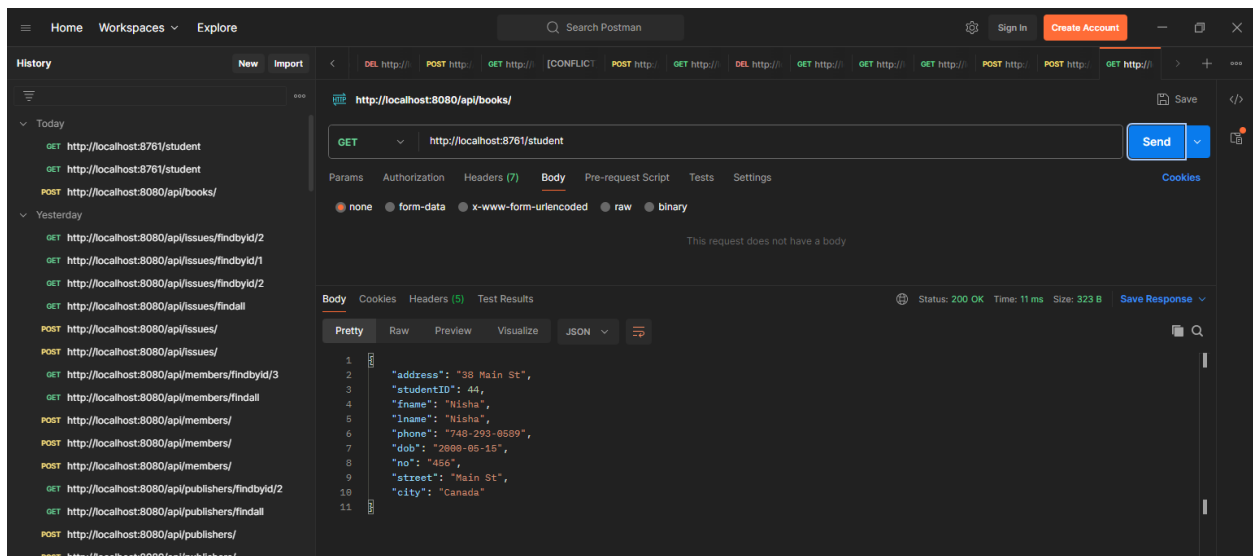 Home Workspaces Explore Search Postman Sign In Create Account
History New Import
DEL http:// POST http:/ GET http:// [CONFLICT POST http:/ GET http:// DEL http:// GET http:// GET http:// GET http:// POST http:/ POST http:/ GET http://
http://localhost:8080/api/books/ Save
Today
GET http://localhost:8761/student
GET http://localhost:8761/student
POST http://localhost:8080/api/books/
Yesterday
GET http://localhost:8080/api/issues/findbyid/2
GET http://localhost:8080/api/issues/findbyid/1
GET http://localhost:8080/api/issues/findbyid/2
GET http://localhost:8080/api/issues/findall
POST http://localhost:8080/api/issues/
POST http://localhost:8080/api/issues/
GET http://localhost:8080/api/members/findbyid/3
GET http://localhost:8080/api/members/findall
POST http://localhost:8080/api/members/
POST http://localhost:8080/api/members/
POST http://localhost:8080/api/members/
GET http://localhost:8080/api/publishers/findbyid/2
GET http://localhost:8080/api/publishers/findall
POST http://localhost:8080/api/publishers/
POST http://localhost:8080/api/publishers/
GET http://localhost:8761/student Send
Params Authorization Headers (7) Body Pre-request Script Tests Settings Cookies
none form-data x-www-form-urlencoded raw binary
This request does not have a body
Body Cookies Headers (5) Test Results Status: 200 OK Time: 11 ms Size: 323 B Save Response
Pretty Raw Preview Visualize JSON
1 {
2 "address": "38 Main St",
3 "studentID": 44,
4 "fname": "Nisha",
5 "lname": "Nisha",
6 "phone": "748-293-0589",
7 "dob": "2000-05-15",
8 "no": "456",
9 "street": "Main St",
10 "city": "Canada"
11 }